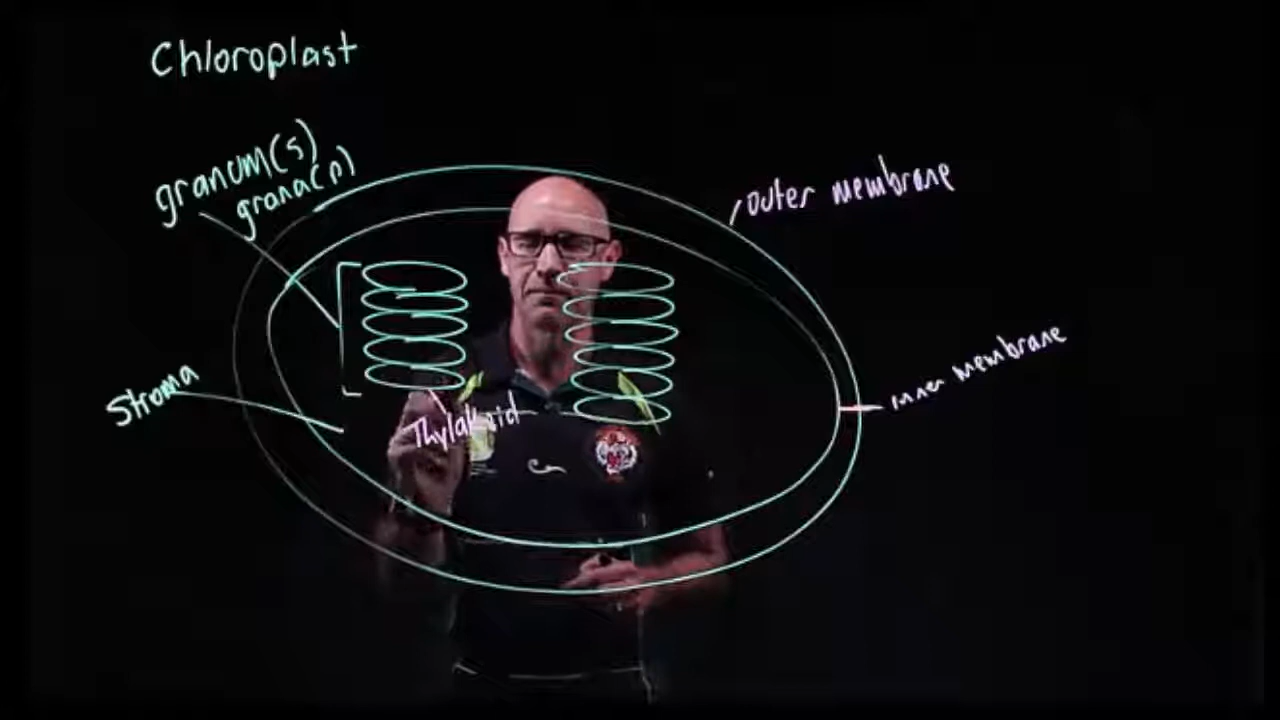 Chloroplast
granum(s)
grana(p)
outer membrane
inner membrane
Stroma
Thylakoid